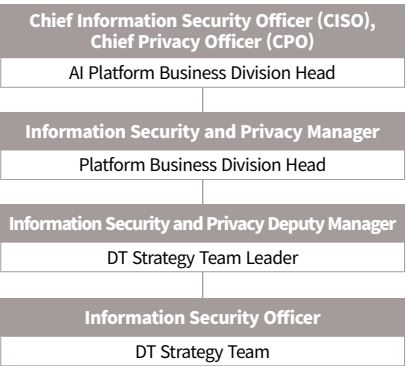 Chief Information Security Officer (CISO),
Chief Privacy Officer (CPO)
AI Platform Business Division Head
Information Security and Privacy Manager
Platform Business Division Head
Information Security and Privacy Deputy Manager
DT Strategy Team Leader
Information Security Officer
DT Strategy Team